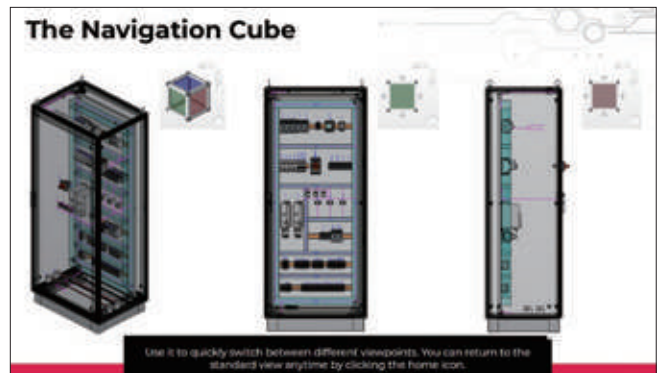 The Navigation Cube
Use it to quickly switch between different viewpoints. You can return to the
standard view anytime by clicking the home icon.